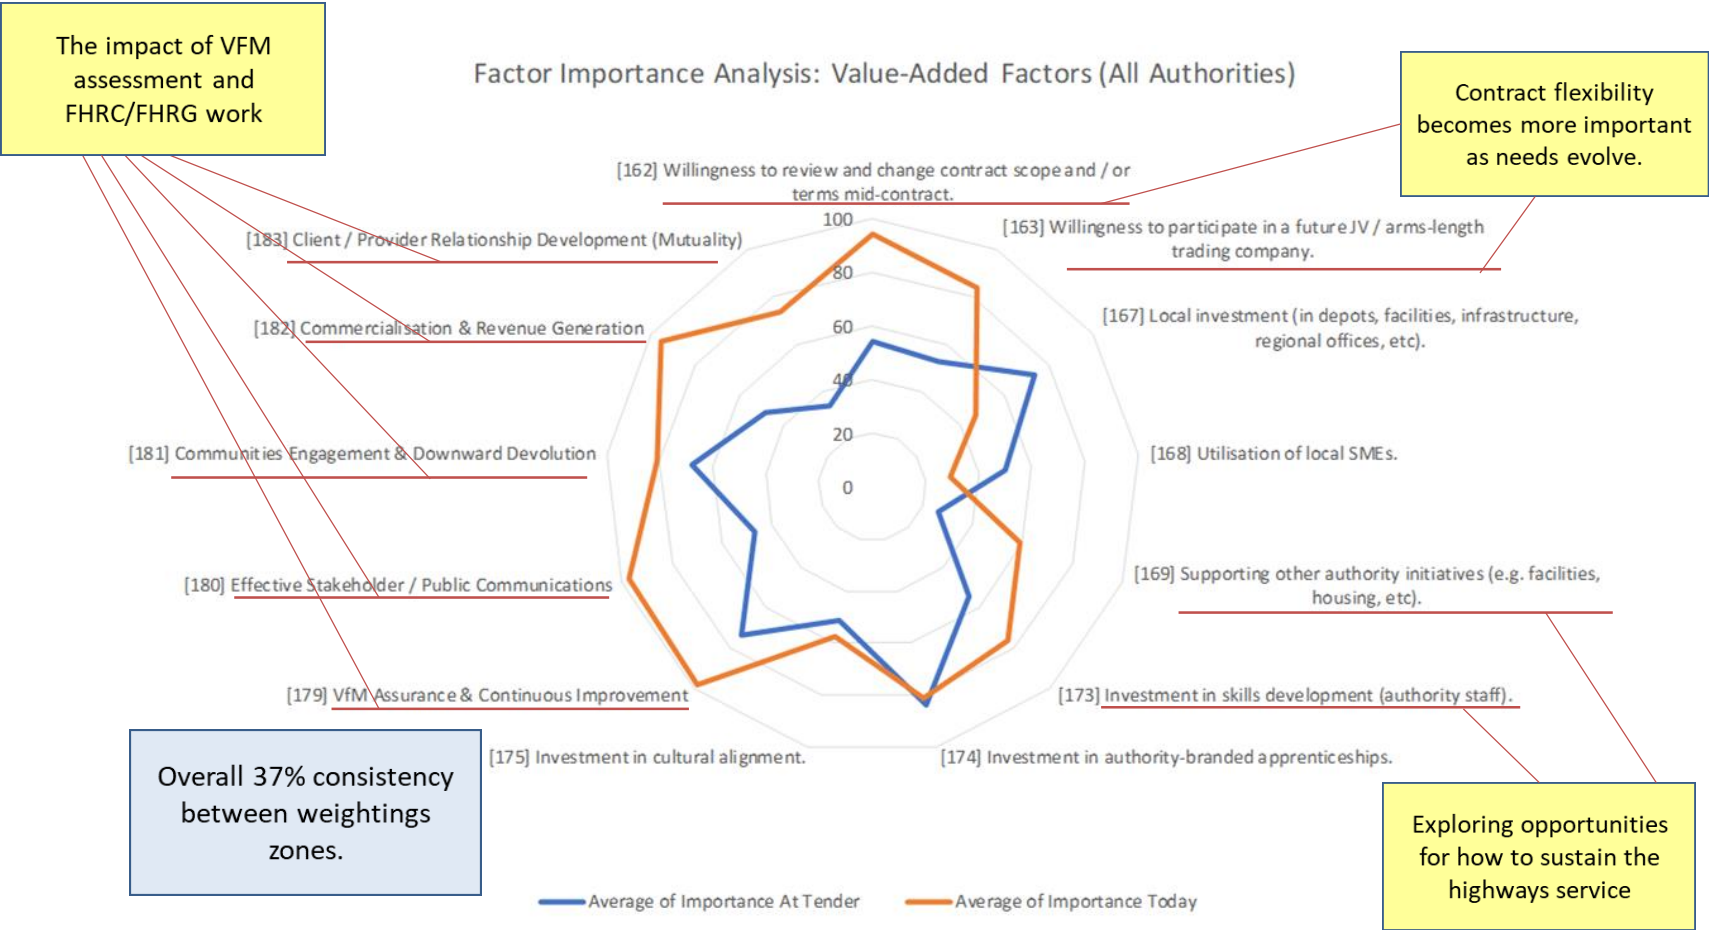 The impact of VFM
assessment and
FHRC/FHRG work
Factor Importance Analysis: Value-Added Factors (All Authorities)
Contract flexibility
becomes more important
as needs evolve.
[162] Willingness to review and change contract scope and / or
terms mid-contract.
[163] Willingness to participate in a future JV / arms-length
trading company.
[167] Local investment (in depots, facilities, infrastructure,
regional offices, etc).
[168] Utilisation of local SMEs.
[169] Supporting other authority initiatives (e.g. facilities,
housing, etc).
[173] Investment in skills development (authority staff).
[174] Investment in authority-branded apprenticeships.
[175] Investment in cultural alignment.
[179] VfM Assurance & Continuous Improvement
[180] Effective Stakeholder / Public Communications
[181] Communities Engagement & Downward Devolution
[182] Commercialisation & Revenue Generation
[183] Client / Provider Relationship Development (Mutuality)
100
80
60
40
20
0
Overall 37% consistency
between weightings
zones.
Exploring opportunities
for how to sustain the
highways service
Average of Importance At Tender
Average of Importance Today